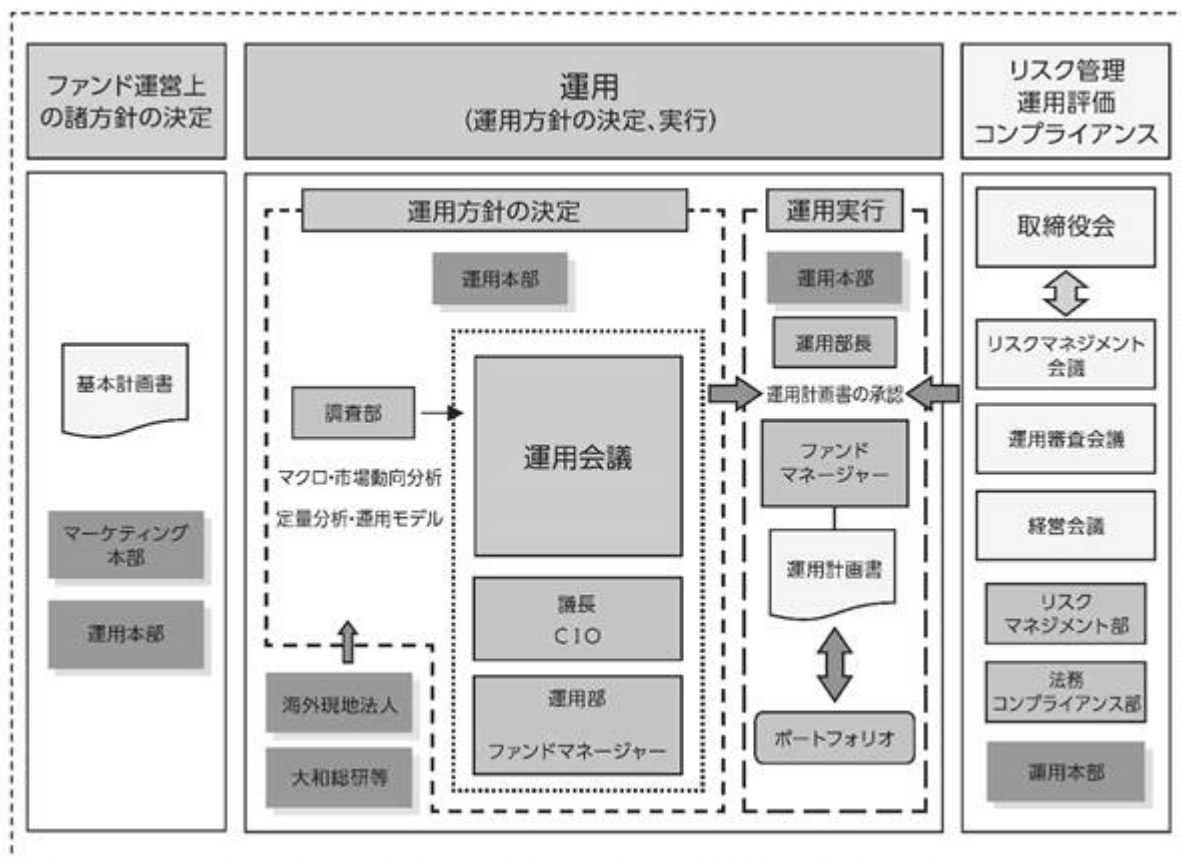 ファンド運営上
の諸方針の決定
運用
(運用方針の決定、実行)
リスク管理
運用評価
コンプライアンス
基本計画書
マーケティング
本部
運用本部
運用方針の決定
運用本部
調査部
マクロ・市場動向分析
定量分析・運用モデル
運用会議
議長
CIO
運用部
ファンドマネージャー
海外現地法人
大和総研等
運用実行
運用本部
運用部長
運用計画書の承認
ファンド
マネージャー
運用計画書
ポートフォリオ
取締役会
リスクマネジメント
会議
運用審査会議
経営会議
リスク
マネジメント部
法務
コンプライアンス部
運用本部